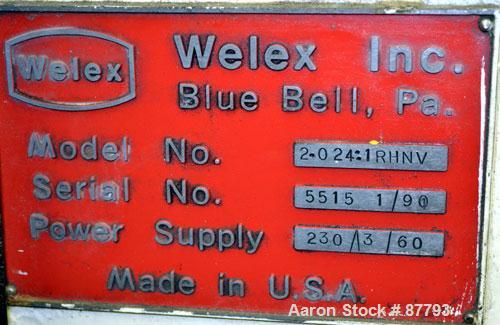 Welex
Welex Inc.
Blue Bell, Pa.
Model No. 2-024:1RHNV
Serial No. 5515 1/90
Power Supply 230/3/60
Made in U.S.A.
Aaron Stock # 87793